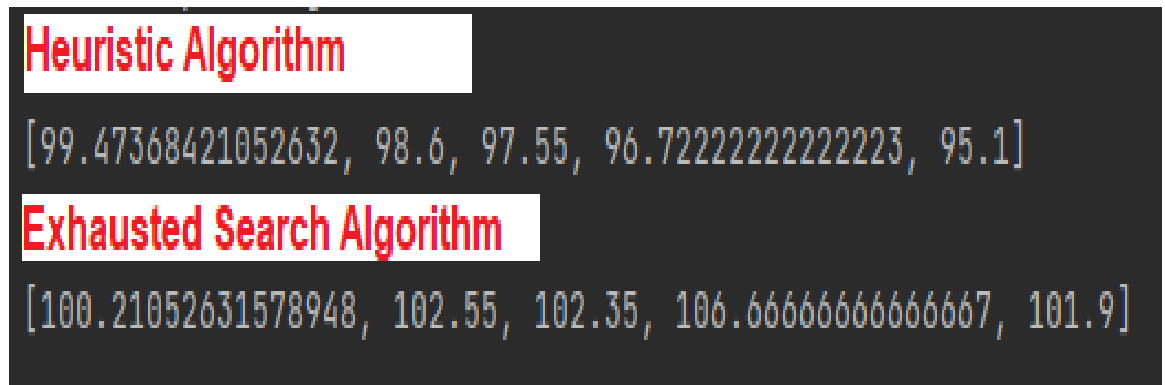 Heuristic Algorithm
[99.47368421052632, 98.6, 97.55, 96.72222222222223, 95.1]
Exhausted Search Algorithm
[100.21052631578948, 102.55, 102.35, 106.66666666666667, 101.9]